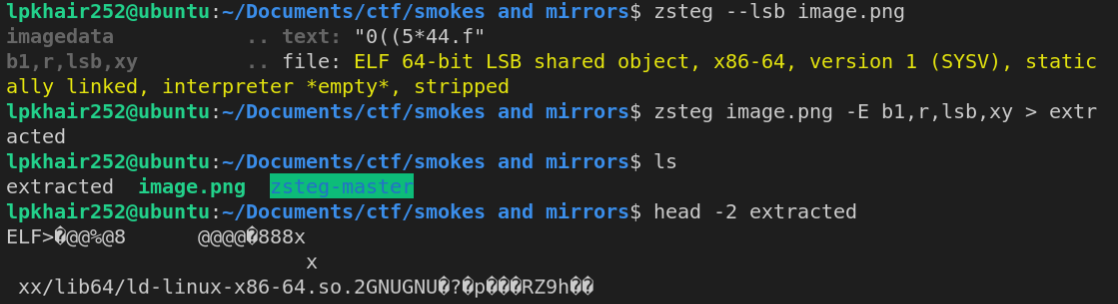 lpkhair252@ubuntu:~/Documents/ctf/smokes and mirrors$ zsteg --lsb image.png
imagedata           .. text: "0((5*44.f"
b1,r,lsb,xy         .. file: ELF 64-bit LSB shared object, x86-64, version 1 (SYSV), static
ally linked, interpreter *empty*, stripped
lpkhair252@ubuntu:~/Documents/ctf/smokes and mirrors$ zsteg image.png -E b1,r,lsb,xy > extr
acted
lpkhair252@ubuntu:~/Documents/ctf/smokes and mirrors$ ls
extracted  image.png  zsteg-master
lpkhair252@ubuntu:~/Documents/ctf/smokes and mirrors$ head -2 extracted
ELF>�@@%@8      @@@@�888x
                         x
 xx/lib64/ld-linux-x86-64.so.2GNUGNU�?�p���RZ9h��